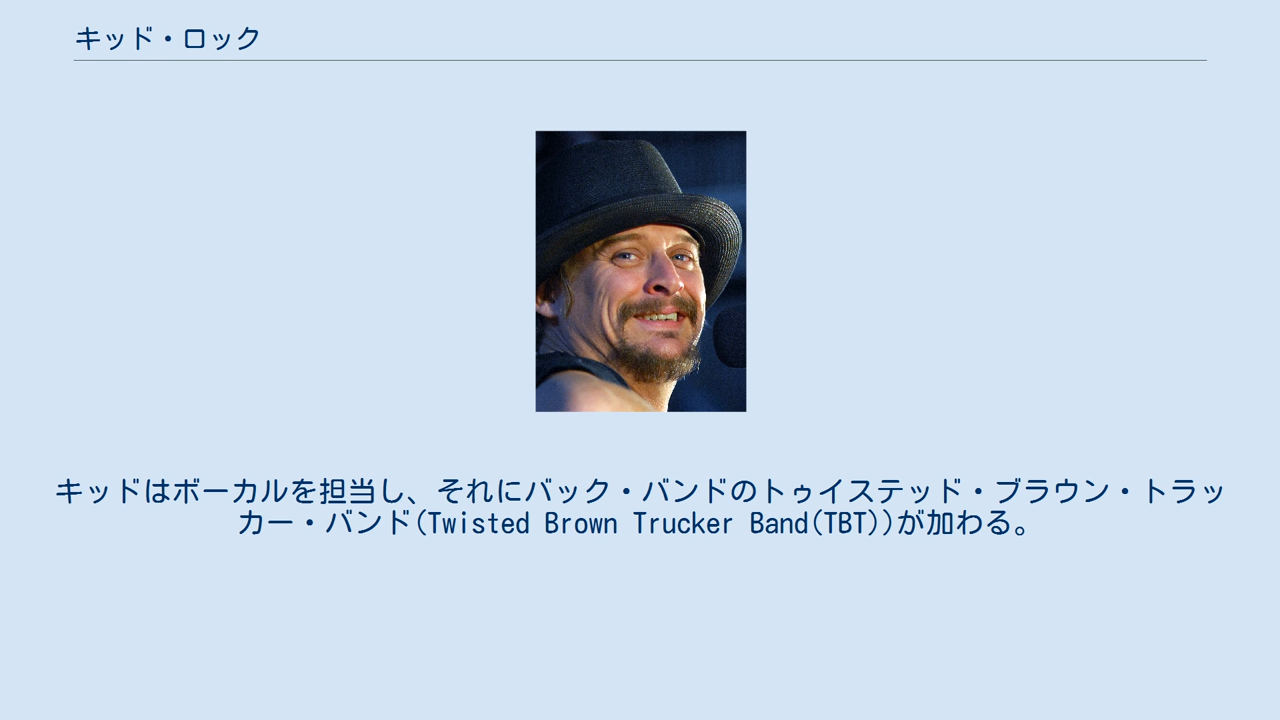 キッド・ロック
キッドはボーカルを担当し、それにバック・バンドのトゥイステッド・ブラウン・トラッ
カー・バンド(Twisted Brown Trucker Band(TBT))が加わる。